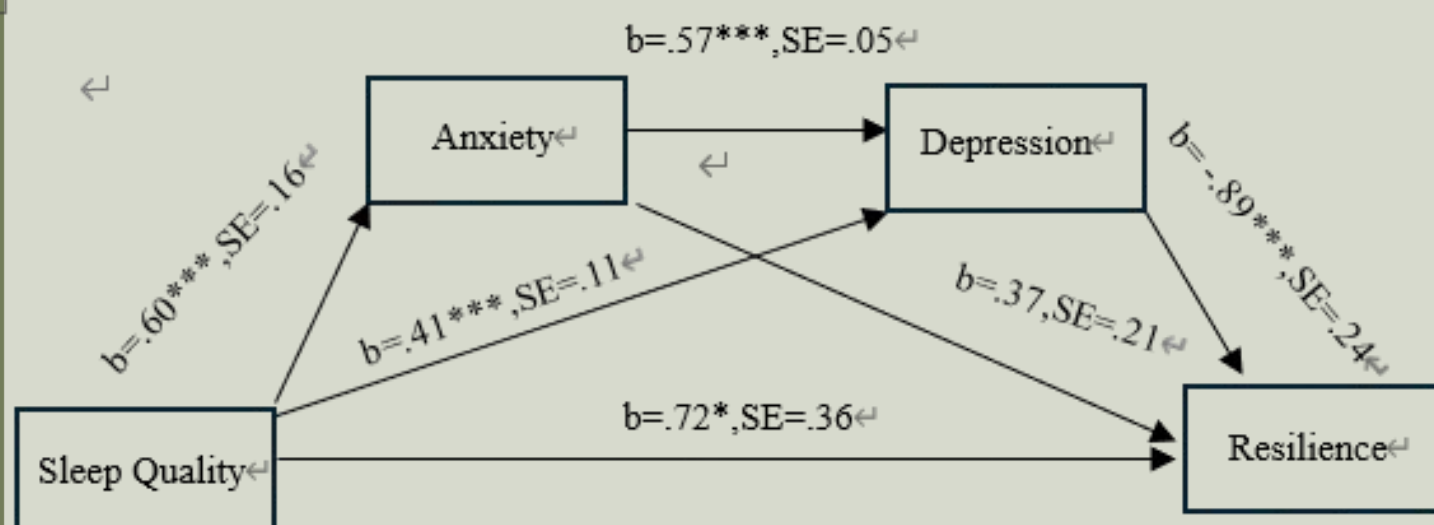 b=.57***,SE=.05
Anxiety
Depression
b=.60***,SE=.16
b=-.89***,SE=.24
b=.41***,SE=.11
b=.37,SE=.21
b=.72*,SE=.36
Sleep Quality
Resilience